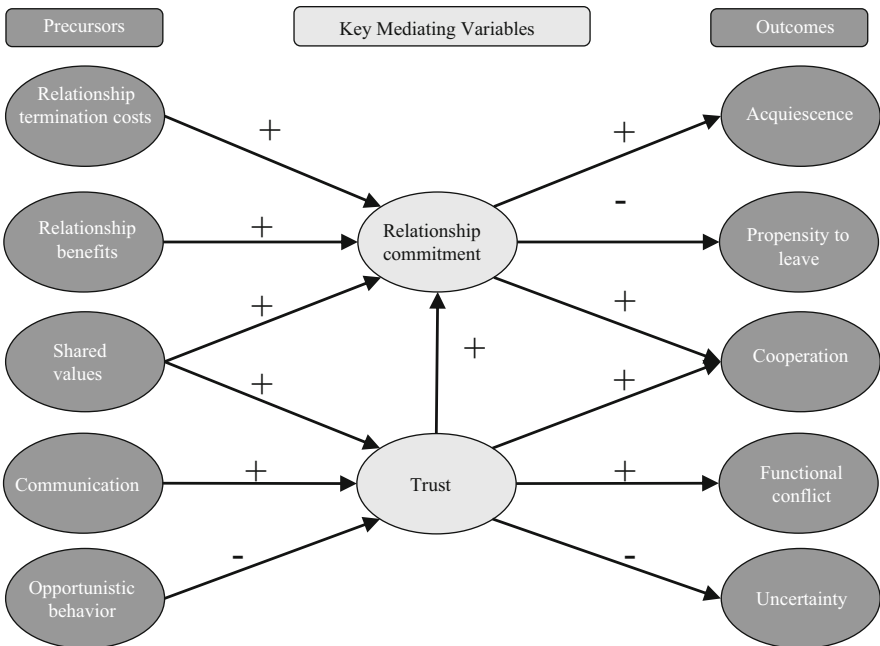 Precursors
Key Mediating Variables
Outcomes
Relationship
termination costs
+
+
Acquiescence
-
Relationship
benefits
+
Relationship
commitment
Propensity to
leave
+
+
Shared
values
+
+
+
Cooperation
Communication
+
Trust
+
Functional
conflict
-
-
Opportunistic
behavior
Uncertainty